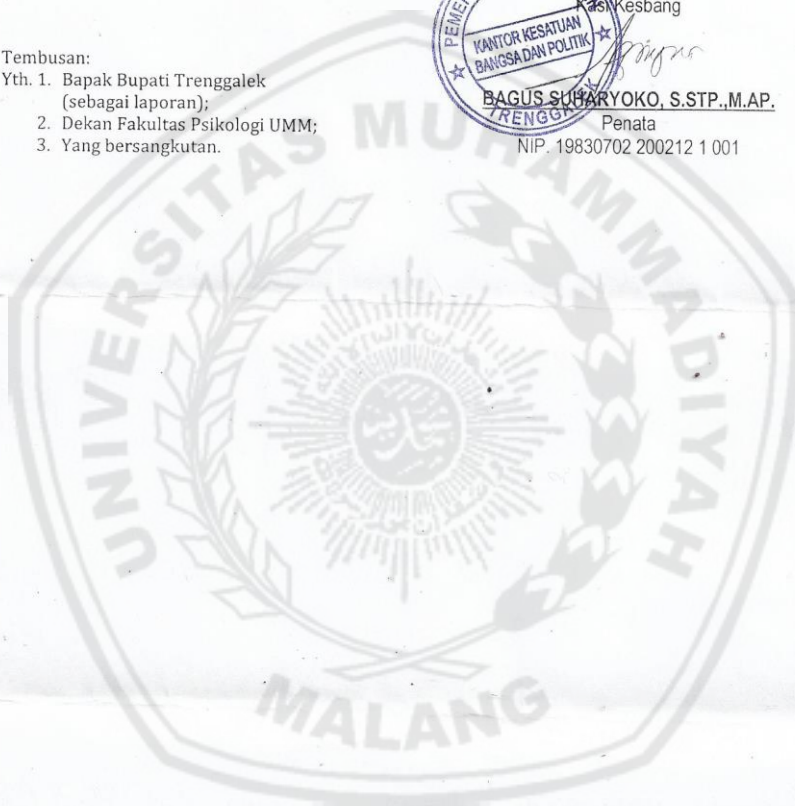 Kasi Kesbang
PEME
KANTOR KESATUAN
BANGSA DAN POLITIK
TRENGGALEK
BAGUS SUHARYOKO, S.STP.,M.AP.
Penata
NIP. 19830702 200212 1 001
Tembusan:
Yth. 1. Bapak Bupati Trenggalek
(sebagai laporan);
2. Dekan Fakultas Psikologi UMM;
3. Yang bersangkutan.
UNIVERSITAS MUHAMMADIYAH
MALANG